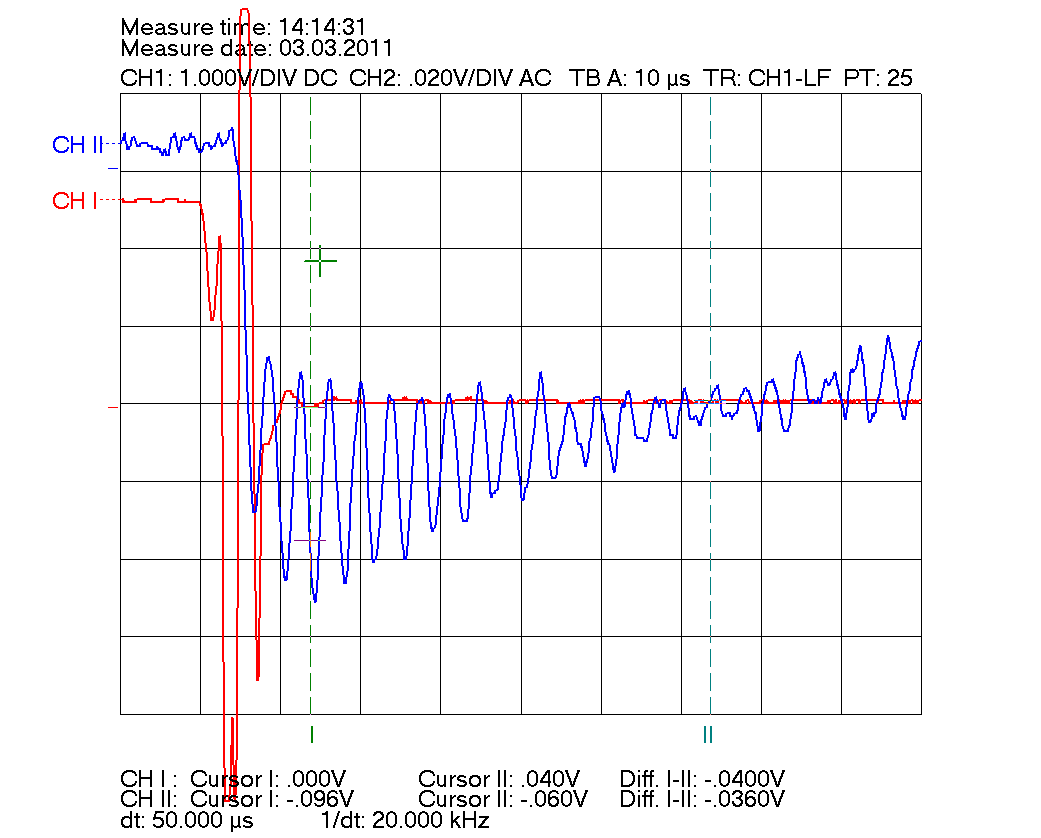 Measure time: 14:14:31
Measure date: 03.03.2011
CH1: 1.000V/DIV DC CH2: .020V/DIV AC TB A: 10 µs TR: CH1-LF PT: 25
CH II
CH I
I
II
CH I : Cursor I: .000V Cursor II: .040V Diff. I-II: -.0400V
CH II: Cursor I: -.096V Cursor II: -.060V Diff. I-II: -.0360V
dt: 50.000 µs 1/dt: 20.000 kHz